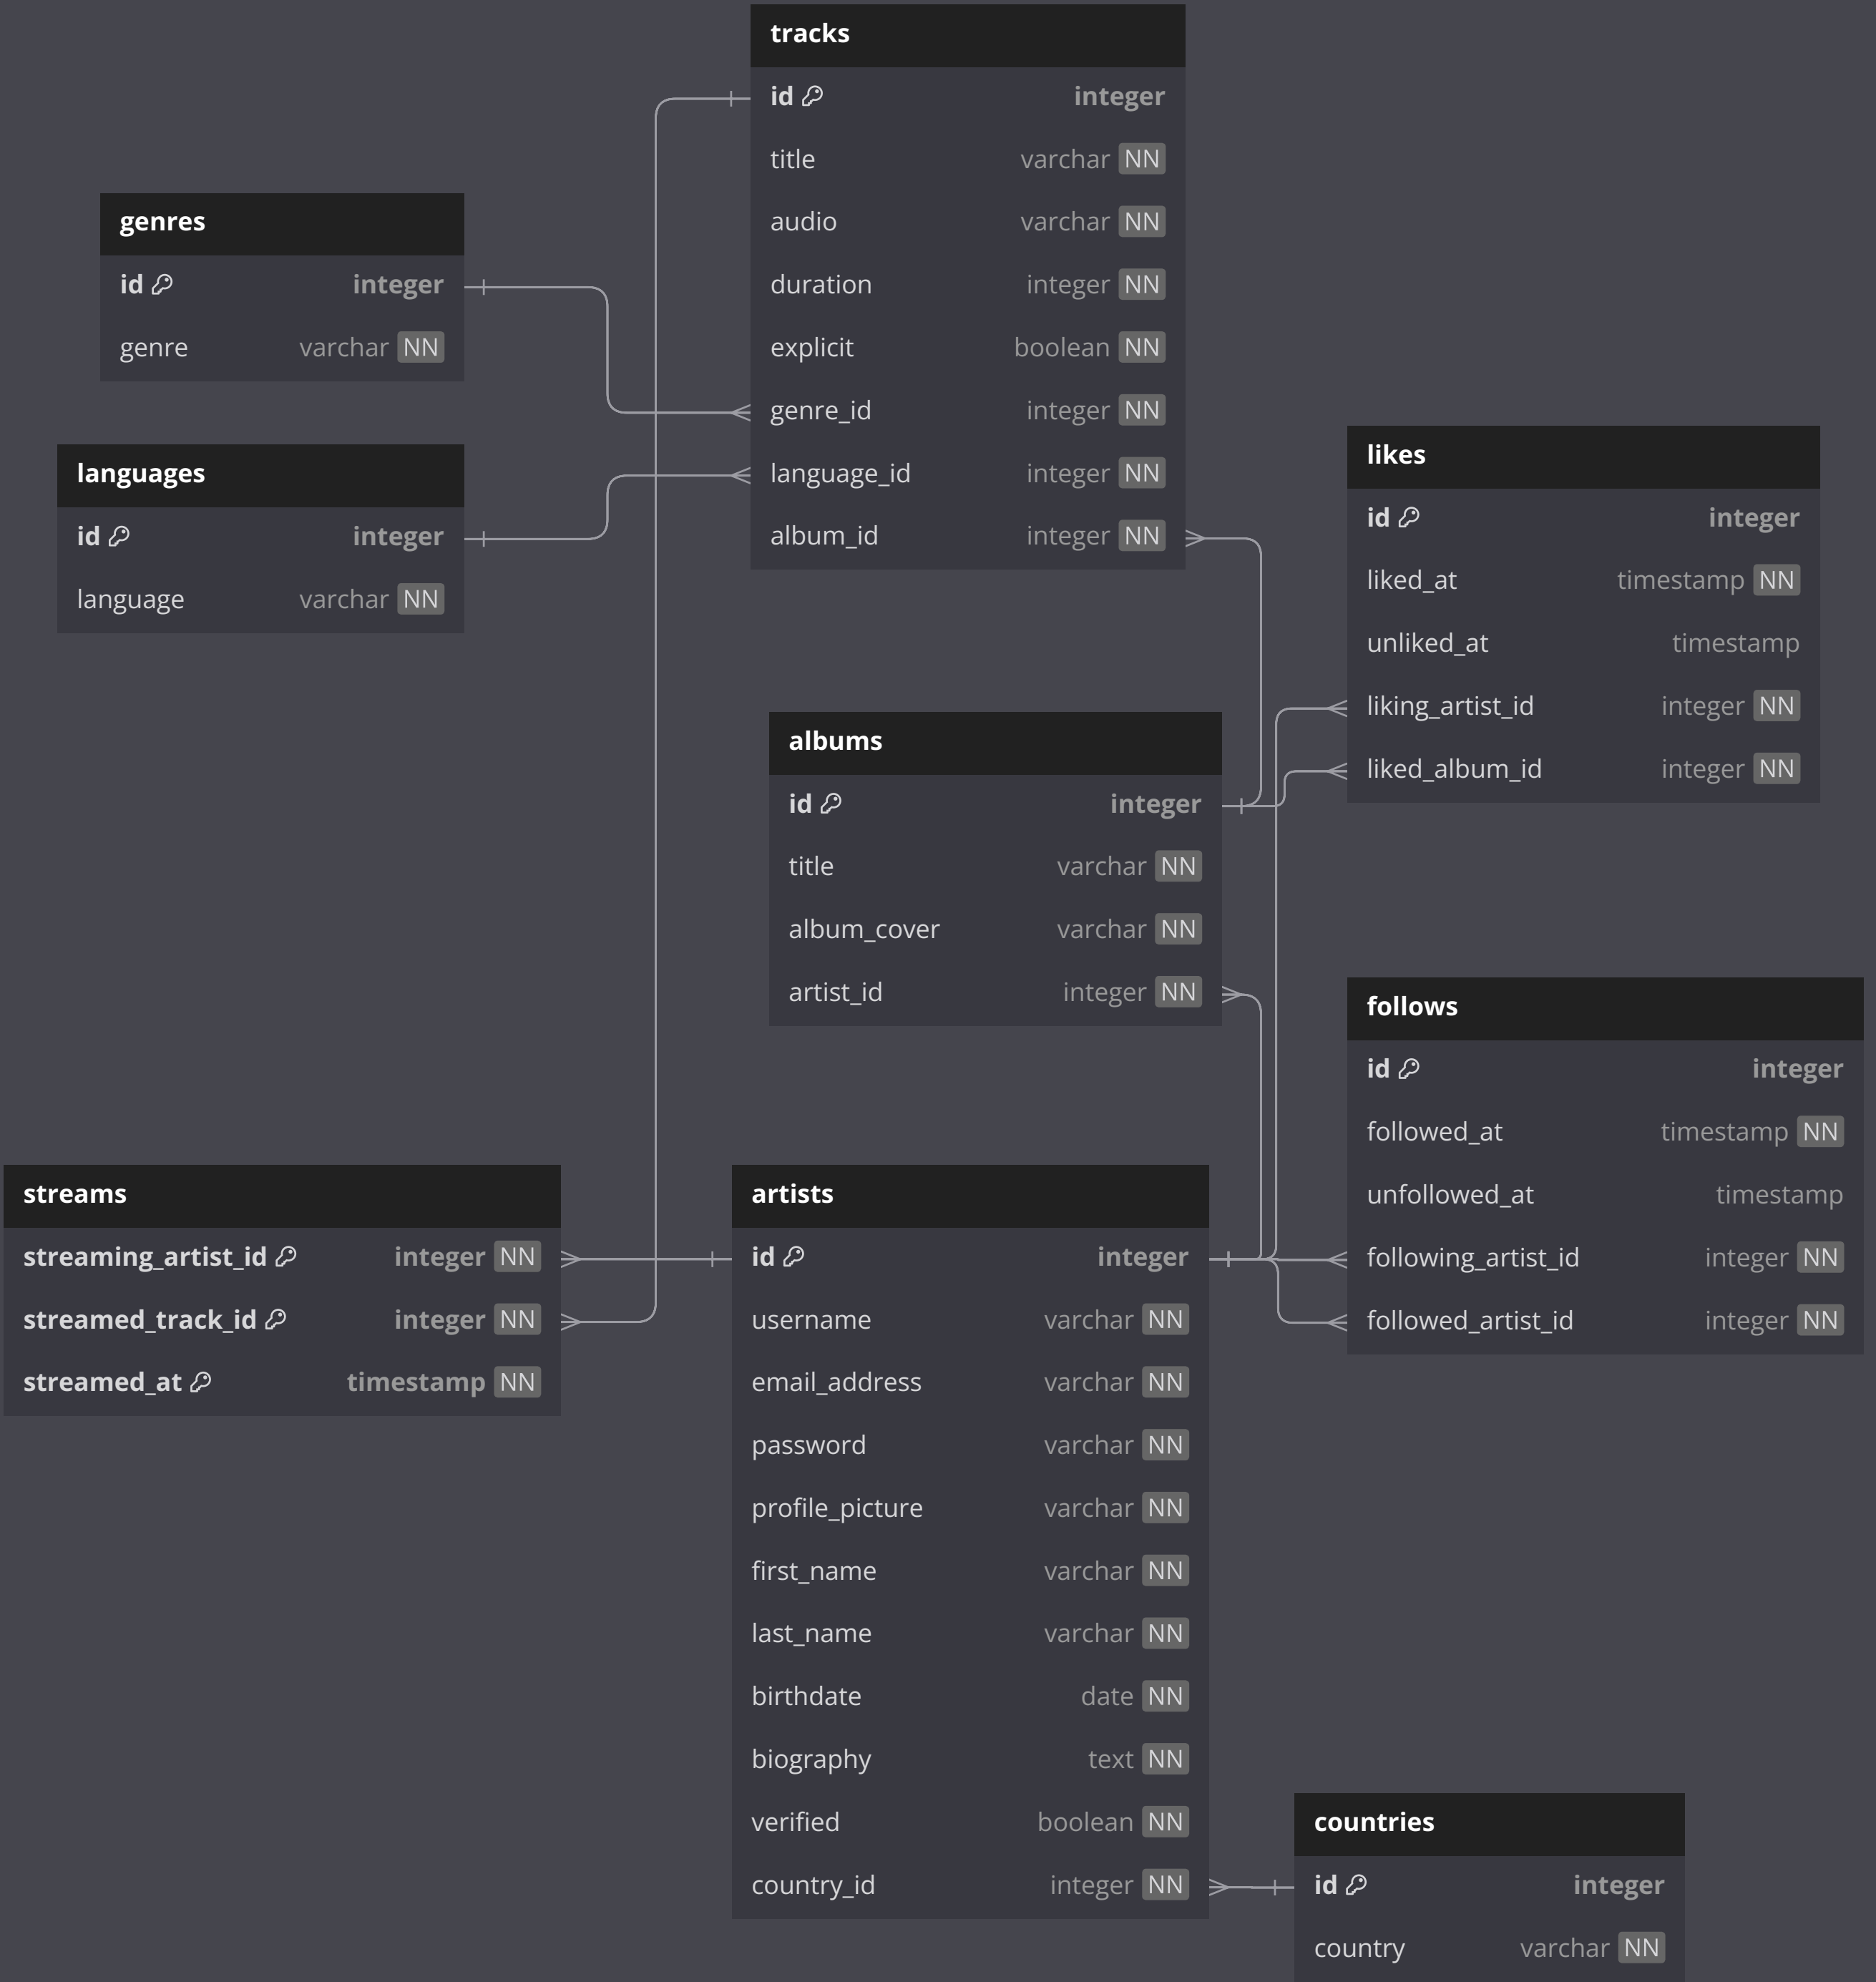 tracks
id integer
title varchar NN
audio varchar NN
duration integer NN
explicit boolean NN
genre_id integer NN
language_id integer NN
album_id integer NN
genres
id integer
genre varchar NN
languages
id integer
language varchar NN
likes
id integer
liked_at timestamp NN
unliked_at timestamp
liking_artist_id integer NN
liked_album_id integer NN
albums
id integer
title varchar NN
album_cover varchar NN
artist_id integer NN
follows
id integer
followed_at timestamp NN
unfollowed_at timestamp
following_artist_id integer NN
followed_artist_id integer NN
streams
streaming_artist_id integer NN
streamed_track_id integer NN
streamed_at timestamp NN
artists
id integer
username varchar NN
email_address varchar NN
password varchar NN
profile_picture varchar NN
first_name varchar NN
last_name varchar NN
birthdate date NN
biography text NN
verified boolean NN
country_id integer NN
countries
id integer
country varchar NN